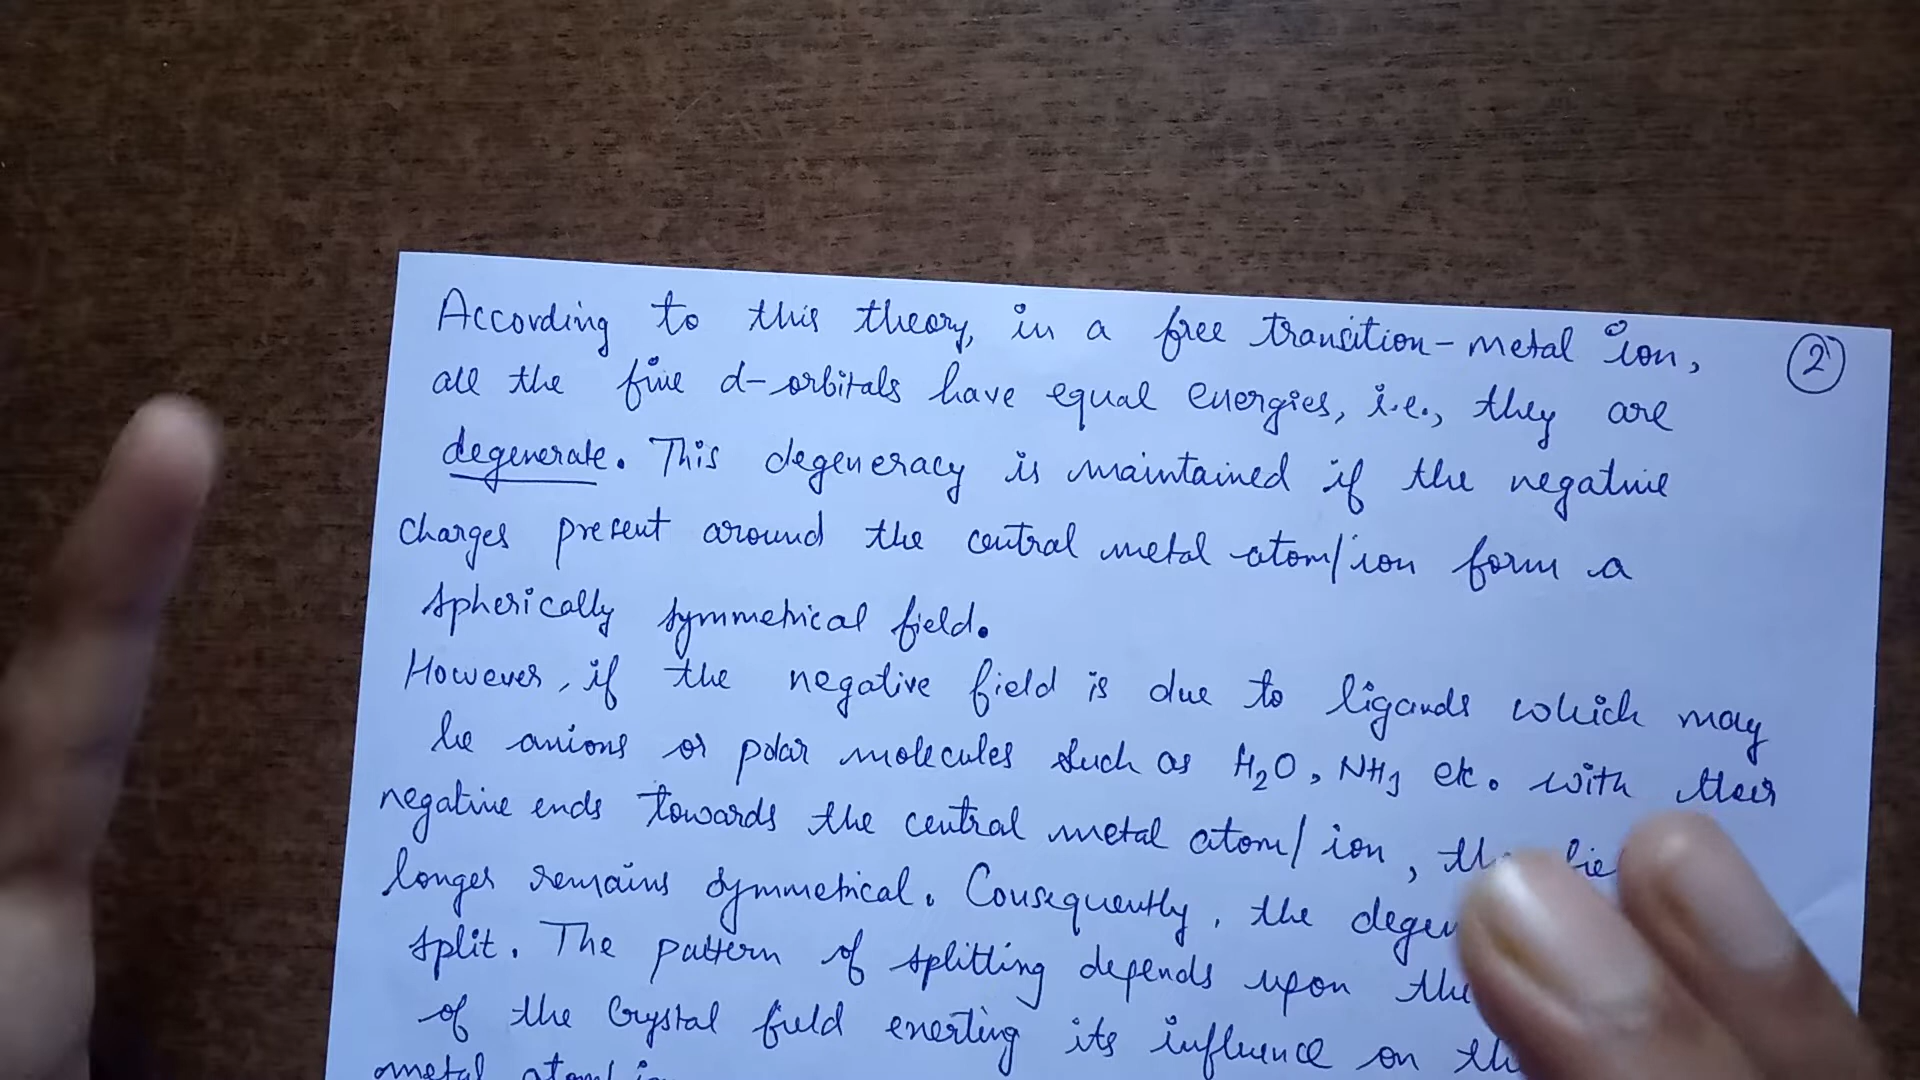 According to this theory, in a free transition-metal ion,
2
all the five d-orbitals have equal energies, i.e., they are
degenerate. This degeneracy is maintained if the negative
charges present around the central metal atom/ion form a
spherically symmetrical field.
However, if the negative field is due to ligands which may
be anions or polar molecules such as H₂O, NH₃ etc. with their
negative ends towards the central metal atom/ion,
longer remains symmetrical. Consequently, the
split. The pattern of splitting depends upon the
of the Crystal field exerting its influence on
metal